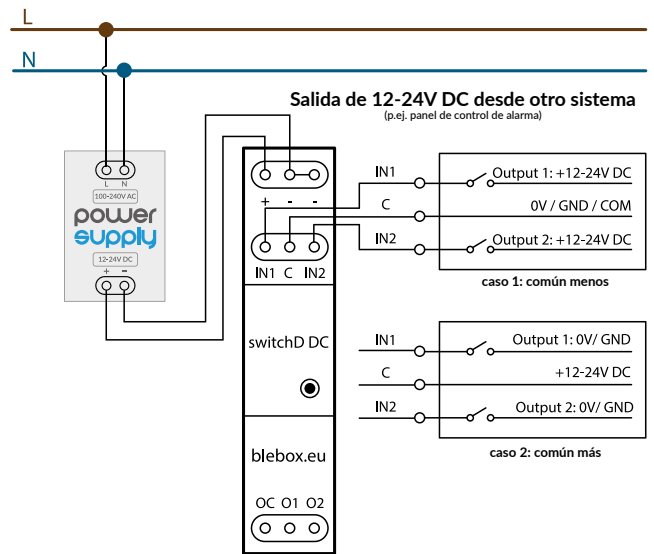 L
N
Salida de 12-24V DC desde otro sistema
(p.ej. panel de control de alarma)
L N
100-240V AC
power
supply
12-24V DC
+ -
+ - -
IN1 C IN2
switchD DC
blebox.eu
OC O1 O2
IN1
Output 1: +12-24V DC
C
0V / GND / COM
IN2
Output 2: +12-24V DC
caso 1: común menos
IN1
Output 1: 0V/ GND
C
+12-24V DC
IN2
Output 2: 0V/ GND
caso 2: común más